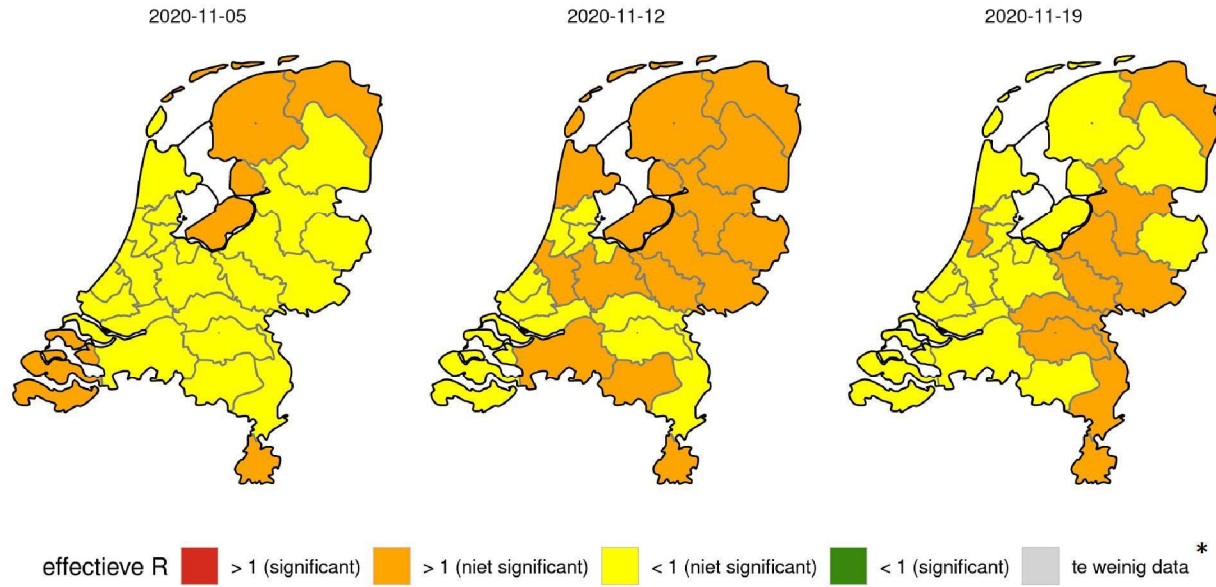 2020-11-05 2020-11-12 2020-11-19
effectieve R > 1 (significant) > 1 (niet significant) < 1 (niet significant) < 1 (significant) te weinig data *